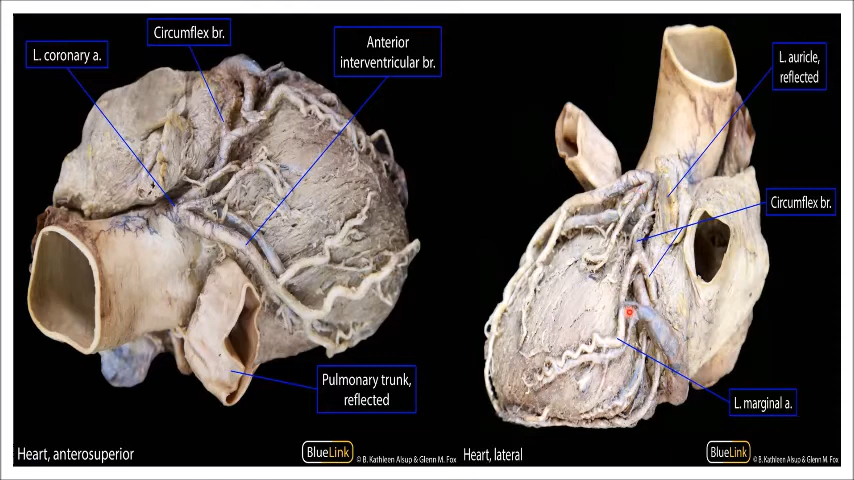 Circumflex br.
L. coronary a.
Anterior
interventricular br.
Pulmonary trunk,
reflected
Heart, anterosuperior
BlueLink © B. Kathleen Alsup & Glenn M. Fox
L. auricle,
reflected
Circumflex br.
L. marginal a.
Heart, lateral
BlueLink © B. Kathleen Alsup & Glenn M. Fox